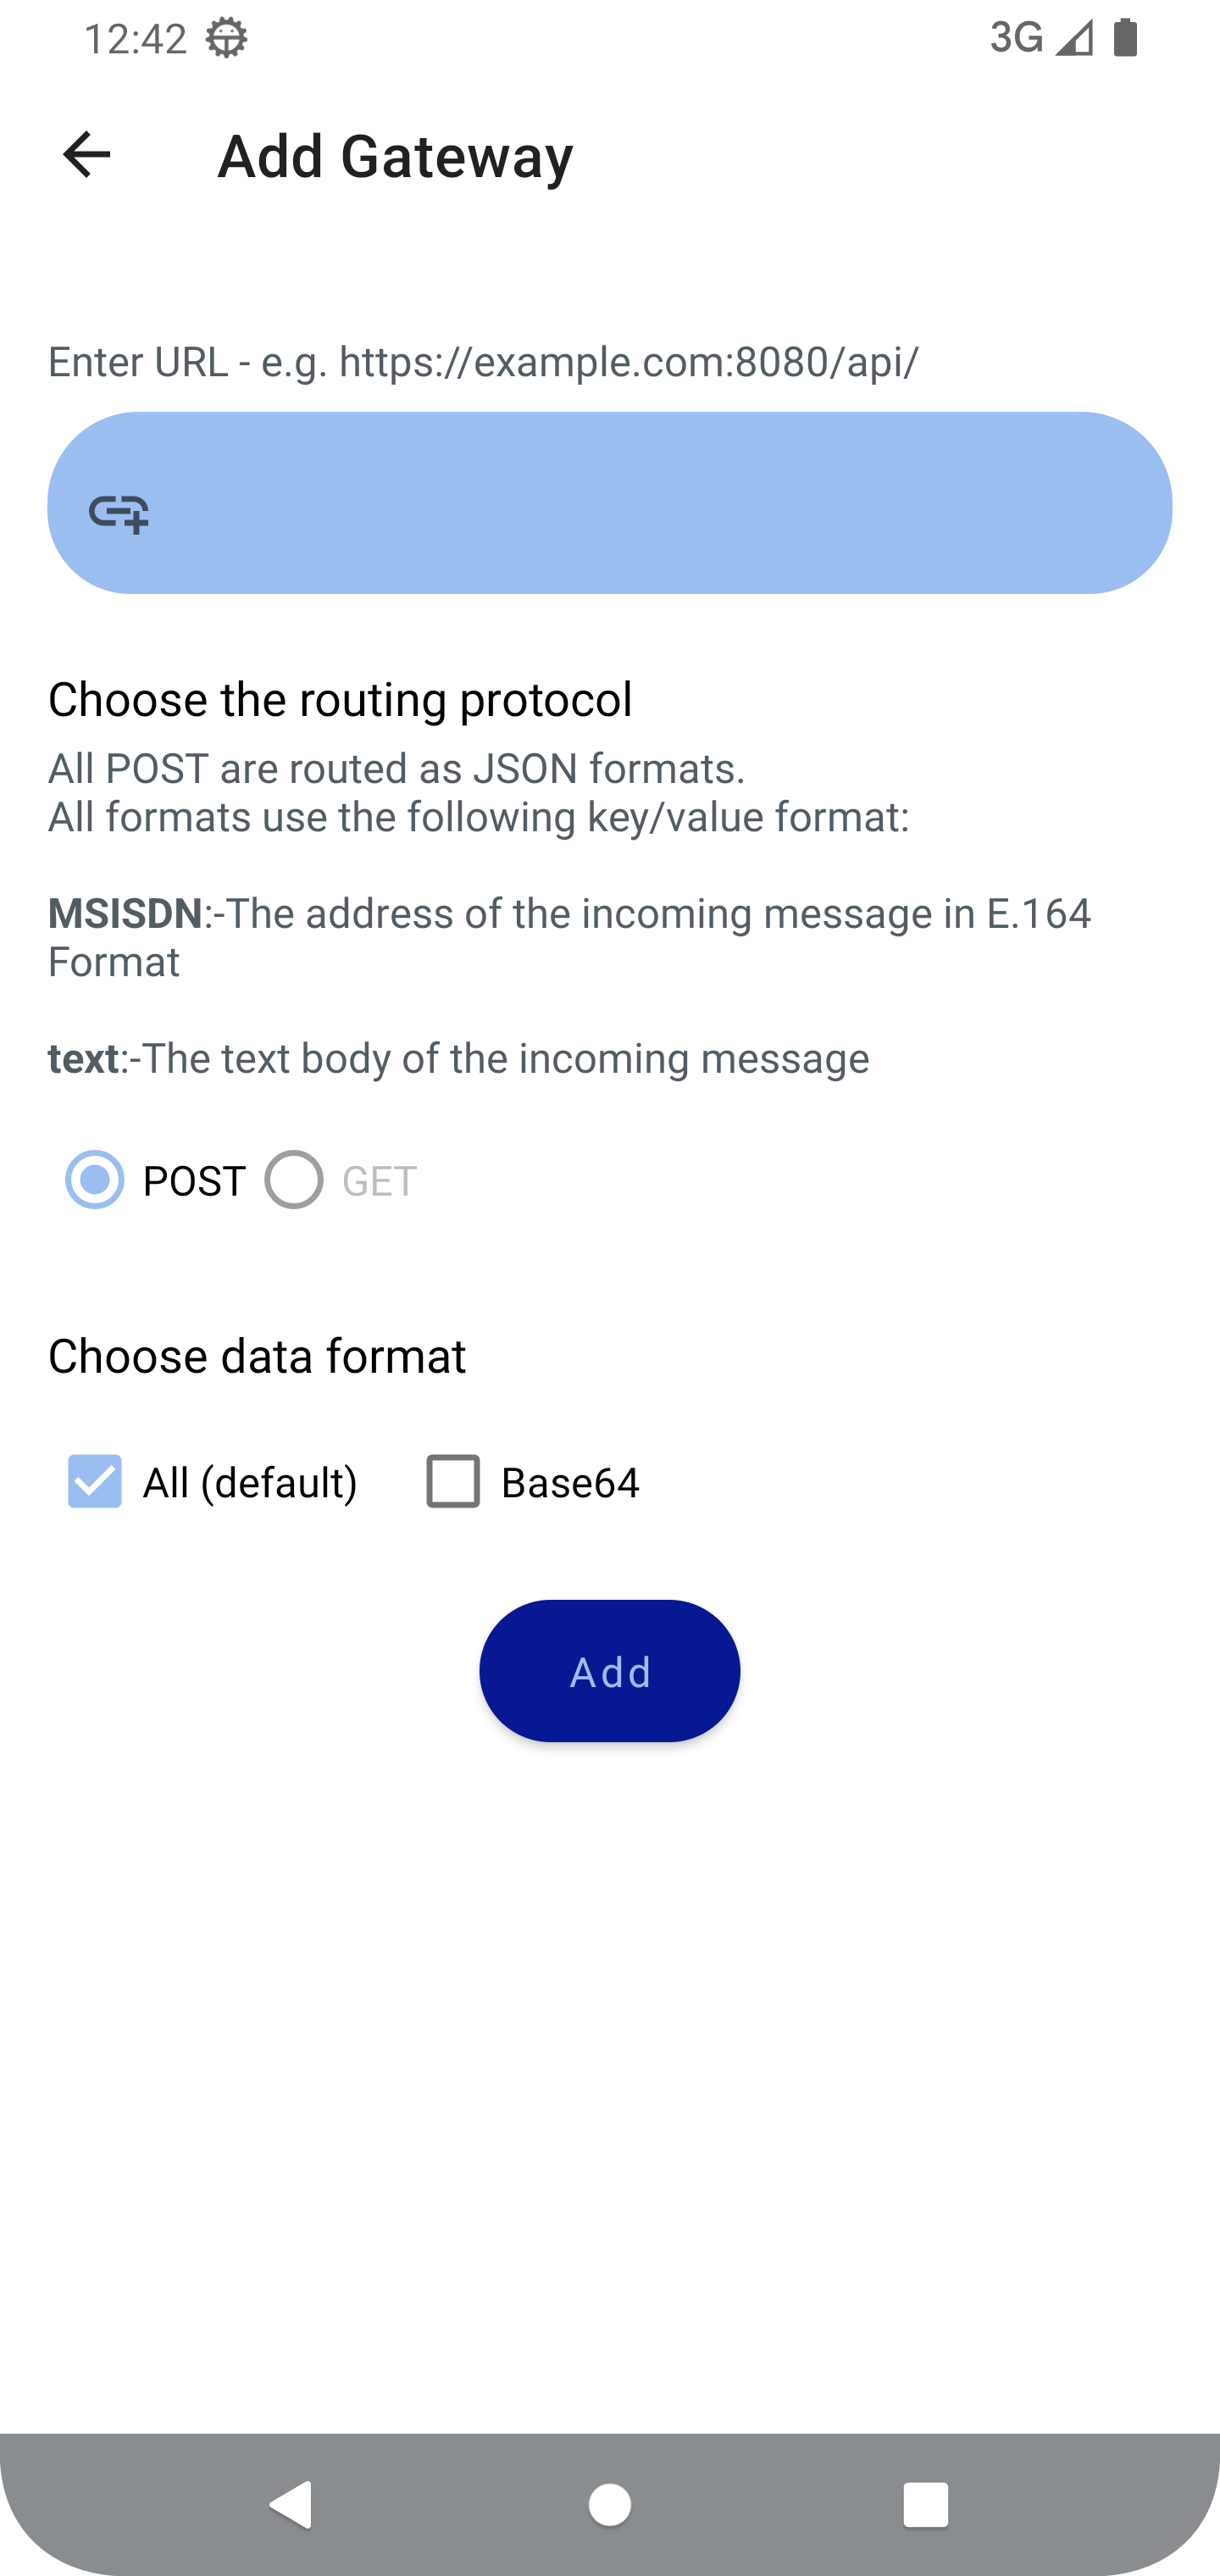 12:42
3G
Add Gateway
Enter URL - e.g. https://example.com:8080/api/
Choose the routing protocol
All POST are routed as JSON formats.
All formats use the following key/value format:
MSISDN:-The address of the incoming message in E.164
Format
text:-The text body of the incoming message
POST GET
Choose data format
All (default) Base64
Add